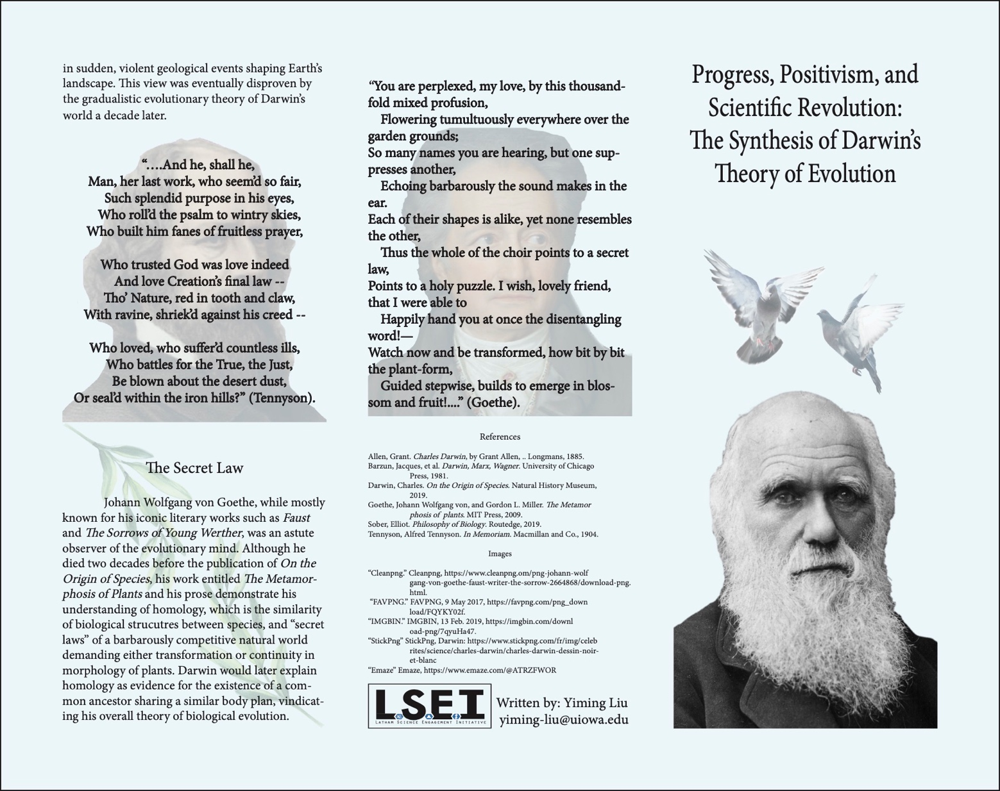 in sudden, violent geological events shaping Earth's
landscape. This view was eventually disproven by
the gradualistic evolutionary theory of Darwin's
world a decade later.
“….And he, shall he,
Man, her last work, who seem'd so fair,
Such splendid purpose in his eyes,
Who roll'd the psalm to wintry skies,
Who built him fanes of fruitless prayer,
Who trusted God was love indeed
And love Creation's final law --
Tho' Nature, red in tooth and claw,
With ravine, shriek'd against his creed --
Who loved, who suffer'd countless ills,
Who battles for the True, the Just,
Be blown about the desert dust,
Or seal'd within the iron hills?” (Tennyson).
The Secret Law
Johann Wolfgang von Goethe, while mostly
known for his iconic literary works such as Faust
and The Sorrows of Young Werther, was an astute
observer of the evolutionary mind. Although he
died two decades before the publication of On the
Origin of Species, his work entitled The Metamor-
phosis of Plants and his prose demonstrate his
understanding of homology, which is the similarity
of biological strucutres between species, and “secret
laws” of a barbarously competitive natural world
demanding either transformation or continuity in
morphology of plants. Darwin would later explain
homology as evidence for the existence of a com-
mon ancestor sharing a similar body plan, vindicat-
ing his overall theory of biological evolution.
“You are perplexed, my love, by this thousand-
fold mixed profusion,
Flowering tumultuously everywhere over the
garden grounds;
So many names you are hearing, but one sup-
presses another,
Echoing barbarously the sound makes in the
ear.
Each of their shapes is alike, yet none resembles
the other,
Thus the whole of the choir points to a secret
law,
Points to a holy puzzle. I wish, lovely friend,
that I were able to
Happily hand you at once the disentangling
word!—
Watch now and be transformed, how bit by bit
the plant-form,
Guided stepwise, builds to emerge in blos-
som and fruit!....” (Goethe).
References
Allen, Grant. Charles Darwin, by Grant Allen, .. Longmans, 1885.
Barzun, Jacques, et al. Darwin, Marx, Wagner. University of Chicago
Press, 1981.
Darwin, Charles. On the Origin of Species. Natural History Museum,
2019.
Goethe, Johann Wolfgang von, and Gordon L. Miller. The Metamor
phosis of plants. MIT Press, 2009.
Sober, Elliot. Philosophy of Biology. Routedge, 2019.
Tennyson, Alfred Tennyson. In Memoriam. Macmillan and Co., 1904.
Images
“Cleanpng.” Cleanpng, https://www.cleanpng.om/png-johann-wolf
gang-von-goethe-faust-writer-the-sorrow-2664868/download-png.
html.
“FAVPNG.” FAVPNG, 9 May 2017, https://favpng.com/png_down
load/FQYKY02f.
“IMGBIN.” IMGBIN, 13 Feb. 2019, https://imgbin.com/downl
oad-png/7qyuHa47.
“StickPng” StickPng, Darwin: https://www.stickpng.com/fr/img/celeb
rites/science/charles-darwin/charles-darwin-dessin-noir-
et-blanc
“Emaze” Emaze, https://www.emaze.com/@ATRZFWOR
L.S.E.I
Latham Science Engagement Initiative
Written by: Yiming Liu
yiming-liu@uiowa.edu
Progress, Positivism, and
Scientific Revolution:
The Synthesis of Darwin's
Theory of Evolution